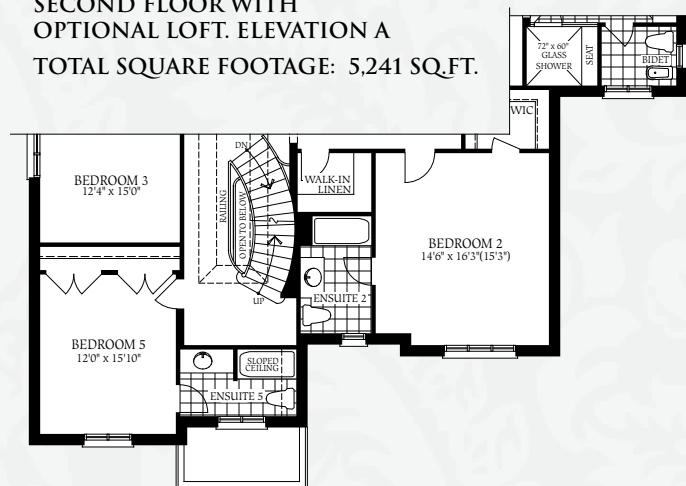 SECOND FLOOR WITH
OPTIONAL LOFT. ELEVATION A
TOTAL SQUARE FOOTAGE: 5,241 SQ.FT.
72" x 60"
GLASS
SHOWER
SEAT
BIDET
WIC
DN
BEDROOM 3
12'4" x 15'0"
WALK-IN
LINEN
RAILING
OPEN TO BELOW
2
BEDROOM 2
14'6" x 16'3"(15'3")
UP
ENSUITE 2
BEDROOM 5
12'0" x 15'10"
SLOPED
CEILING
ENSUITE 5